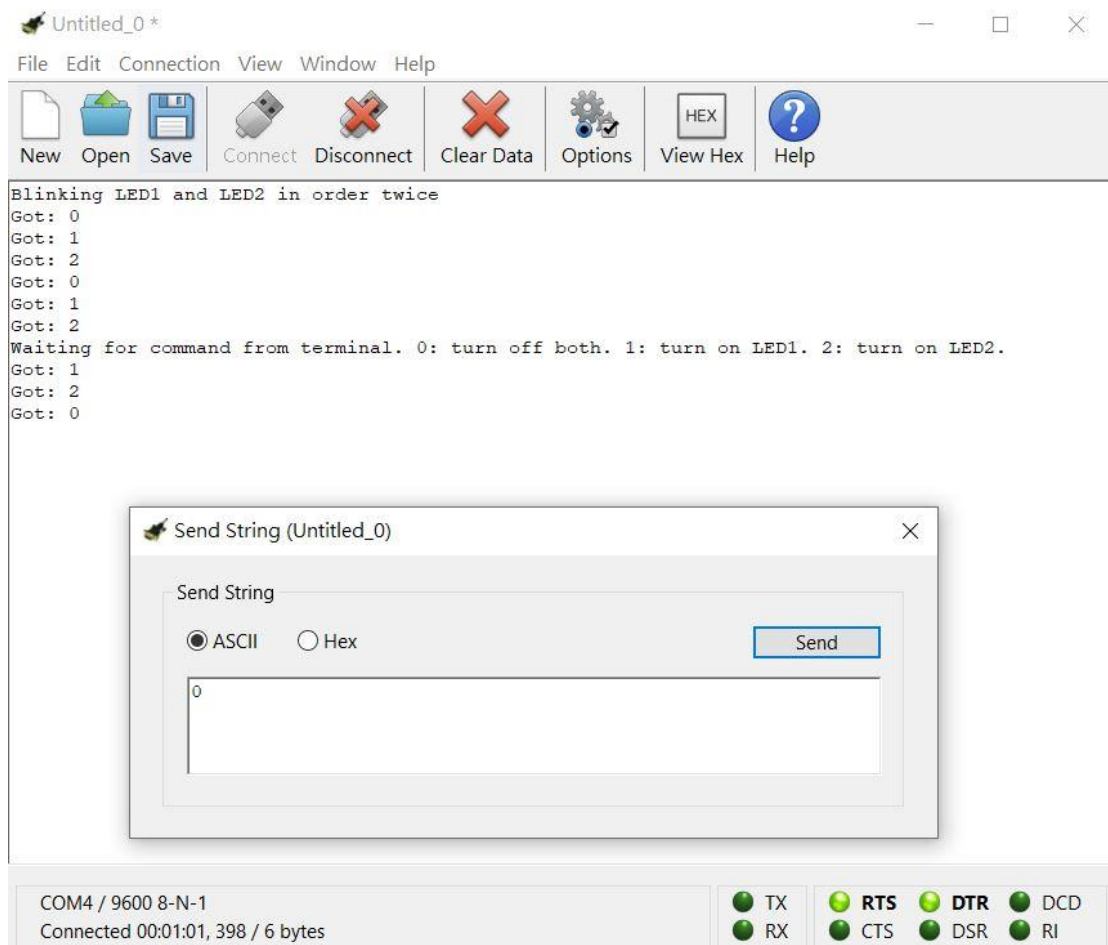 Untitled_0 *
File Edit Connection View Window Help
HEX
New Open Save Connect Disconnect Clear Data Options View Hex Help
Blinking LED1 and LED2 in order twice
Got: 0
Got: 1
Got: 2
Got: 0
Got: 1
Got: 2
Waiting for command from terminal. 0: turn off both. 1: turn on LED1. 2: turn on LED2.
Got: 1
Got: 2
Got: 0
Send String (Untitled_0)
Send String
ASCII Hex Send
0
COM4 / 9600 8-N-1 TX RTS DTR DCD
Connected 00:01:01, 398 / 6 bytes RX CTS DSR RI